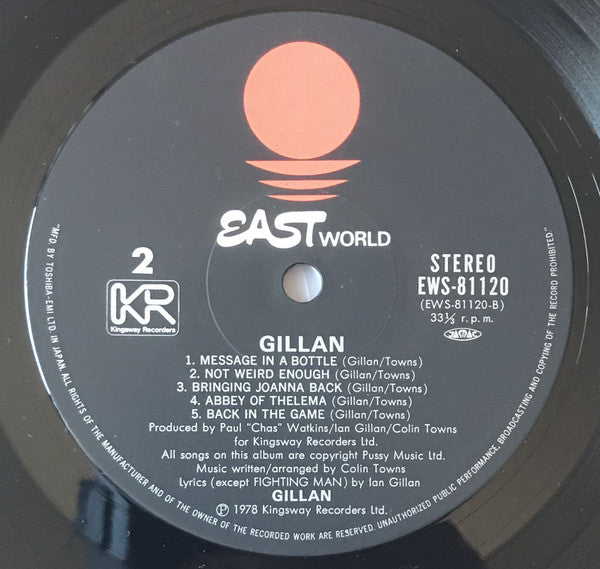 EAST WORLD
2
KR
Kingsway Recorders
STEREO
EWS-81120
(EWS-81120-B)
33⅓ r.p.m.
JASRAC
GILLAN
1. MESSAGE IN A BOTTLE (Gillan/Towns)
2. NOT WEIRD ENOUGH (Gillan/Towns)
3. BRINGING JOANNA BACK (Gillan/Towns)
4. ABBEY OF THELEMA (Gillan/Towns)
5. BACK IN THE GAME (Gillan/Towns)
Produced by Paul "Chas" Watkins/Ian Gillan/Colin Towns
for Kingsway Recorders Ltd.
All songs on this album are copyright Pussy Music Ltd.
Music written/arranged by Colin Towns
Lyrics (except FIGHTING MAN) by Ian Gillan
GILLAN
℗1978 Kingsway Recorders Ltd.
"MFD. BY TOSHIBA-EMI LTD. IN JAPAN. ALL RIGHTS OF THE MANUFACTURER AND OF THE OWNER OF THE RECORDED WORK ARE RESERVED. UNAUTHORIZED PUBLIC PERFORMANCE, BROADCASTING AND COPYING OF THE RECORD PROHIBITED"